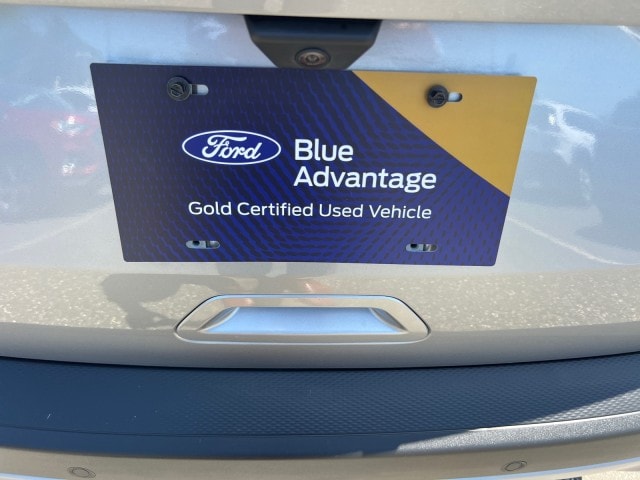 Ford
Blue
Advantage
Gold Certified Used Vehicle